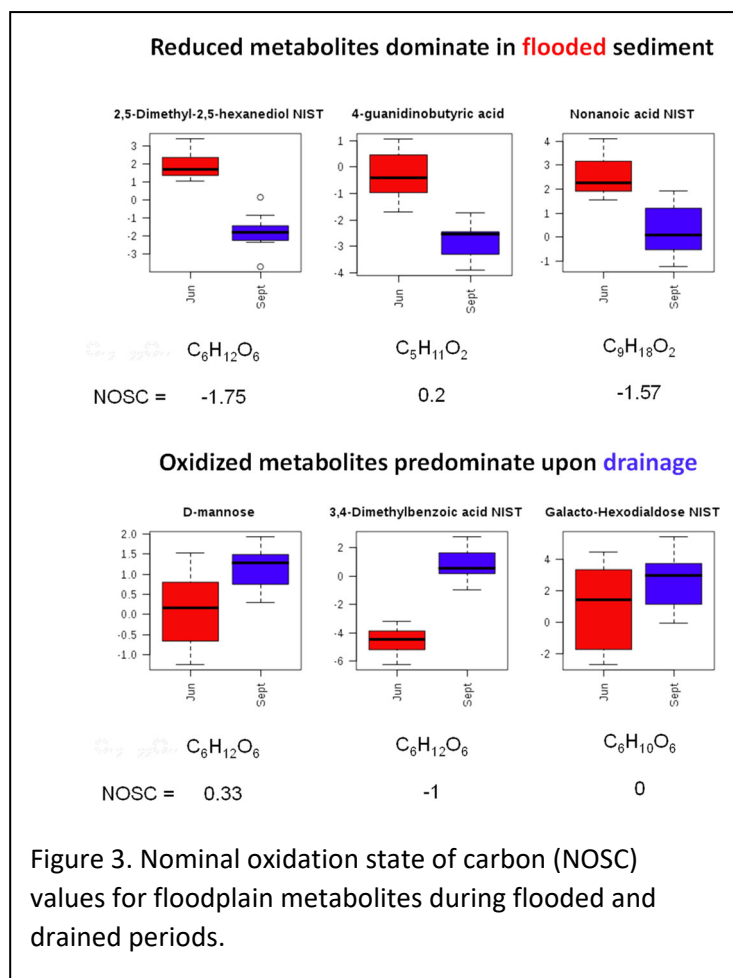 Reduced metabolites dominate in flooded sediment
2,5-Dimethyl-2,5-hexanediol NIST 4-guanidinobutyric acid Nonanoic acid NIST
3 2 1 0 -1 -2 -3
1 0 -1 -2 -3 -4
4 3 2 1 0 -1
Jun Sept Jun Sept Jun Sept
C₆H₁₂O₆ C₅H₁₁O₂ C₉H₁₈O₂
NOSC = -1.75 0.2 -1.57
Oxidized metabolites predominate upon drainage
D-mannose 3,4-Dimethylbenzoic acid NIST Galacto-Hexodialdose NIST
2.0 1.5 1.0 0.5 0.0 -0.5 -1.0
2 0 -2 -4 -6
4 2 0 -2
Jun Sept Jun Sept Jun Sept
C₆H₁₂O₆ C₆H₁₂O₆ C₆H₁₀O₆
NOSC = 0.33 -1 0
Figure 3. Nominal oxidation state of carbon (NOSC)
values for floodplain metabolites during flooded and
drained periods.